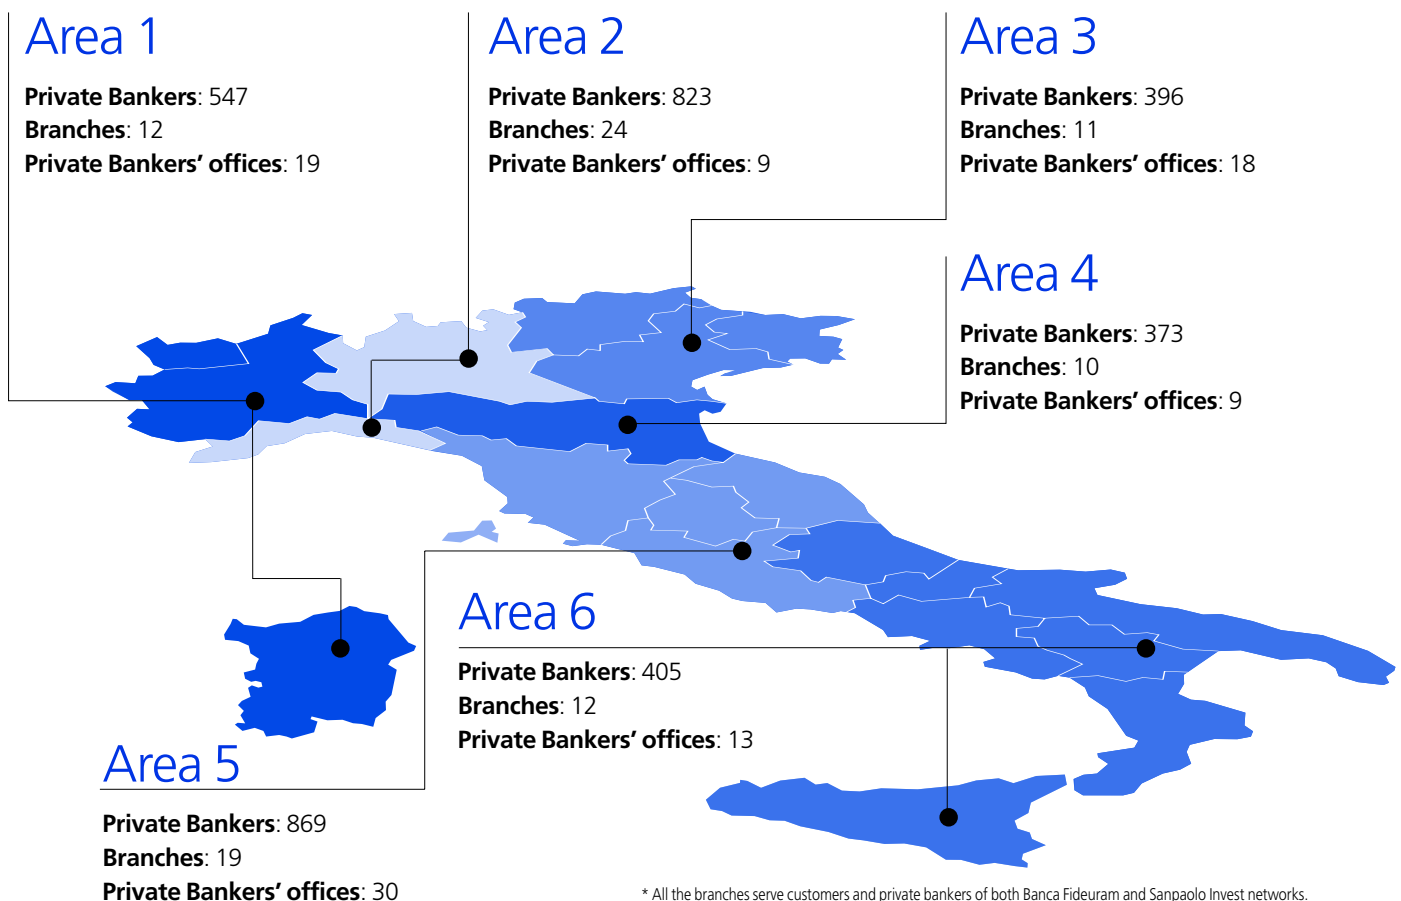 Area 1
Private Bankers: 547
Branches: 12
Private Bankers’ offices: 19
Area 2
Private Bankers: 823
Branches: 24
Private Bankers’ offices: 9
Area 3
Private Bankers: 396
Branches: 11
Private Bankers’ offices: 18
Area 4
Private Bankers: 373
Branches: 10
Private Bankers’ offices: 9
Area 6
Private Bankers: 405
Branches: 12
Private Bankers’ offices: 13
Area 5
Private Bankers: 869
Branches: 19
Private Bankers’ offices: 30
* All the branches serve customers and private bankers of both Banca Fideuram and Sanpaolo Invest networks.